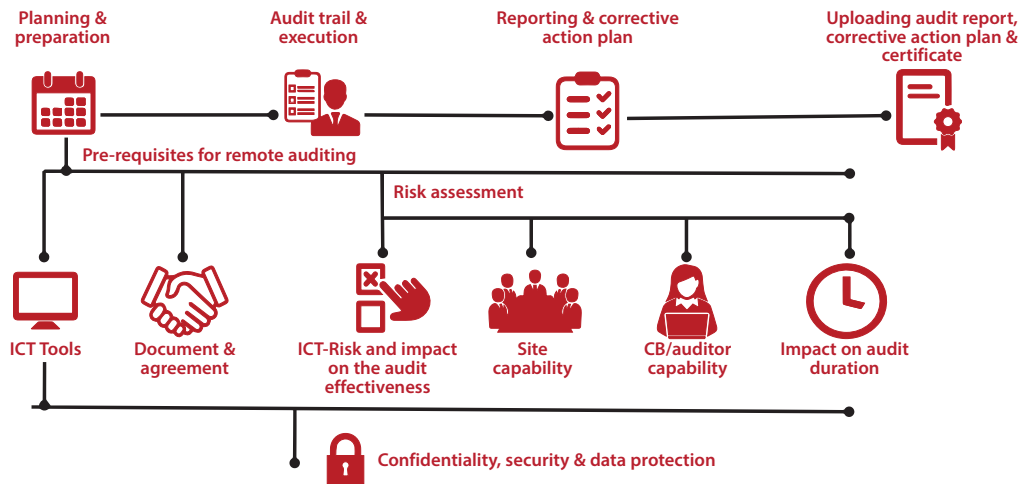 Planning &
preparation
Audit trail &
execution
Reporting & corrective
action plan
Uploading audit report,
corrective action plan &
certificate
Pre-requisites for remote auditing
Risk assessment
ICT Tools
Document &
agreement
ICT-Risk and impact
on the audit
effectiveness
Site
capability
CB/auditor
capability
Impact on audit
duration
Confidentiality, security & data protection